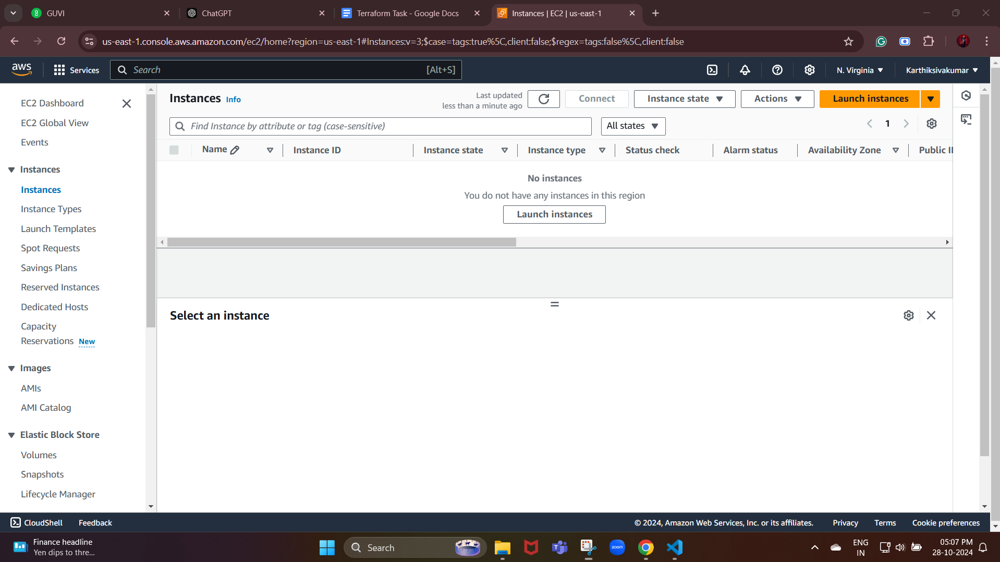 GUVI
ChatGPT
Terraform Task - Google Docs
Instances | EC2 | us-east-1
us-east-1.console.aws.amazon.com/ec2/home?region=us-east-1#Instances:v=3;$case=tags:true%5C,client:false;$regex=tags:false%5C,client:false
aws
Services
Search
[Alt+S]
N. Virginia
Karthiksivakumar
EC2 Dashboard
EC2 Global View
Events
Instances
Instances
Instance Types
Launch Templates
Spot Requests
Savings Plans
Reserved Instances
Dedicated Hosts
Capacity
Reservations New
Images
AMIs
AMI Catalog
Elastic Block Store
Volumes
Snapshots
Lifecycle Manager
Instances Info
Last updated
less than a minute ago
Connect
Instance state
Actions
Launch instances
Find Instance by attribute or tag (case-sensitive)
All states
1
Name
Instance ID
Instance state
Instance type
Status check
Alarm status
Availability Zone
Public I
No instances
You do not have any instances in this region
Launch instances
Select an instance
CloudShell
Feedback
© 2024, Amazon Web Services, Inc. or its affiliates.
Privacy
Terms
Cookie preferences
Finance headline
Yen dips to thre...
Search
zoom
ENG
IN
05:07 PM
28-10-2024